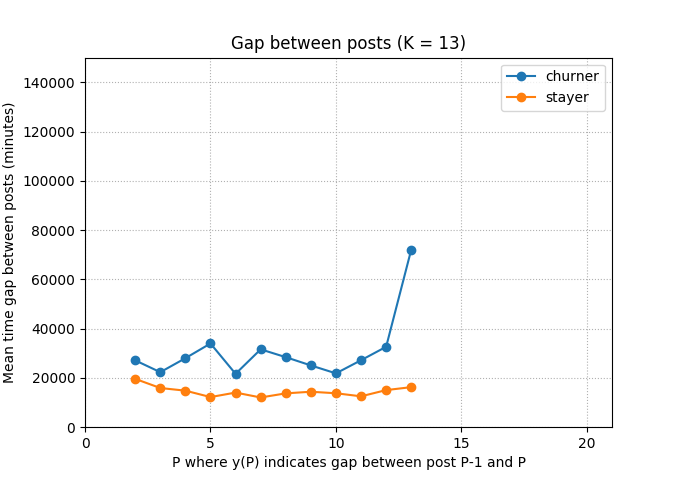 Gap between posts (K = 13)
churner
stayer
Mean time gap between posts (minutes)
140000
120000
100000
80000
60000
40000
20000
0
0 5 10 15 20
P where y(P) indicates gap between post P-1 and P